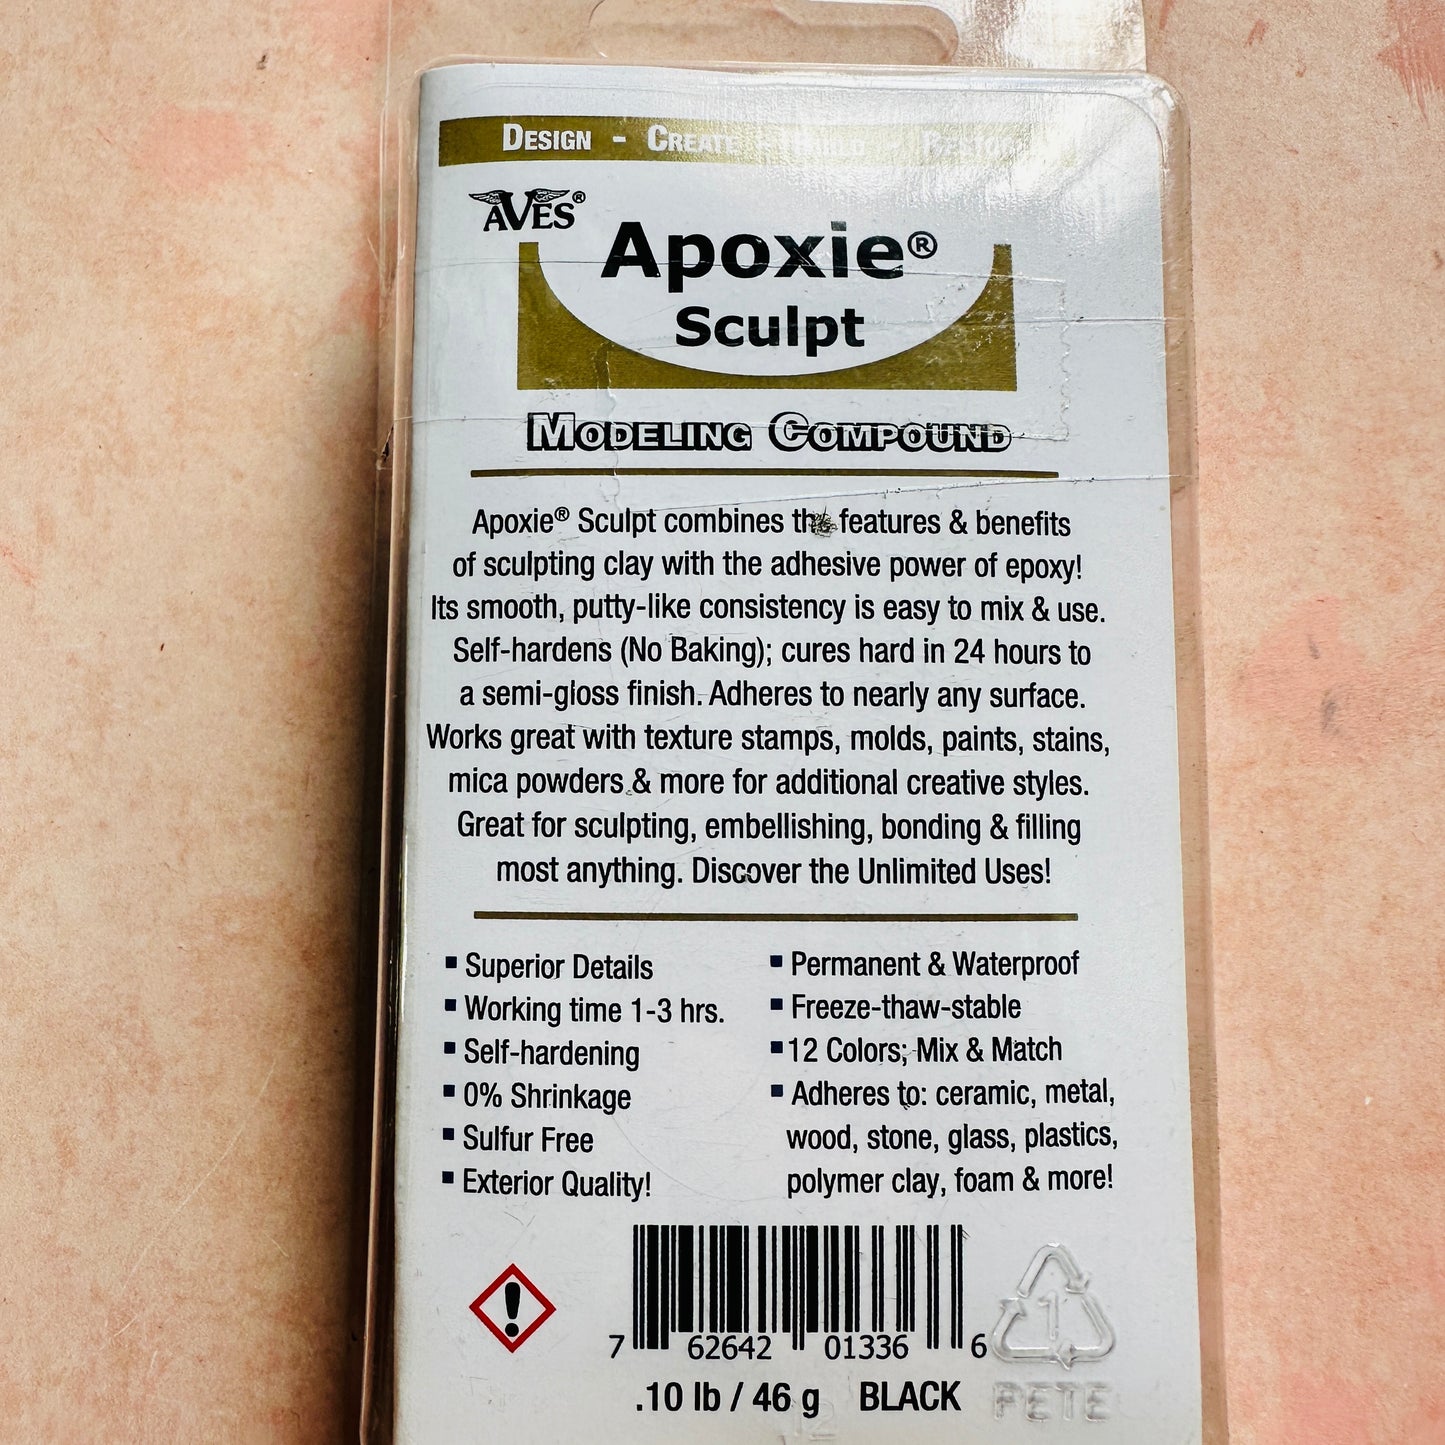 DESIGN - CREATE - BUILD -
AVES®
Apoxie®
Sculpt
MODELING COMPOUND
Apoxie® Sculpt combines the features & benefits
of sculpting clay with the adhesive power of epoxy!
Its smooth, putty-like consistency is easy to mix & use.
Self-hardens (No Baking); cures hard in 24 hours to
a semi-gloss finish. Adheres to nearly any surface.
Works great with texture stamps, molds, paints, stains,
mica powders & more for additional creative styles.
Great for sculpting, embellishing, bonding & filling
most anything. Discover the Unlimited Uses!
▪ Superior Details
▪ Working time 1-3 hrs.
▪ Self-hardening
▪ 0% Shrinkage
▪ Sulfur Free
▪ Exterior Quality!
▪ Permanent & Waterproof
▪ Freeze-thaw-stable
▪ 12 Colors; Mix & Match
▪ Adheres to: ceramic, metal,
wood, stone, glass, plastics,
polymer clay, foam & more!
7 62642 01336 6
.10 lb / 46 g BLACK
1
PETE
12